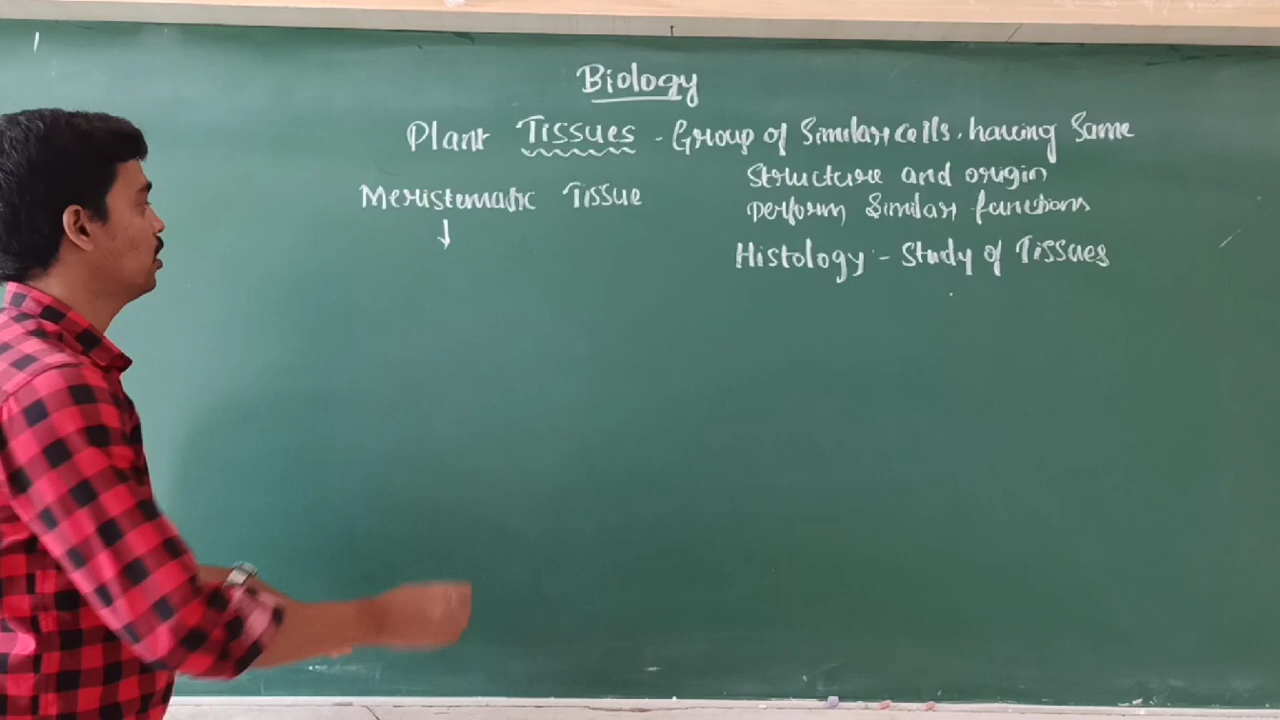 Biology
Plant Tissues - Group of Similar cells, having Same
Structure and origin
Meristematic Tissue
perform Similar functions
Histology:- Study of Tissues